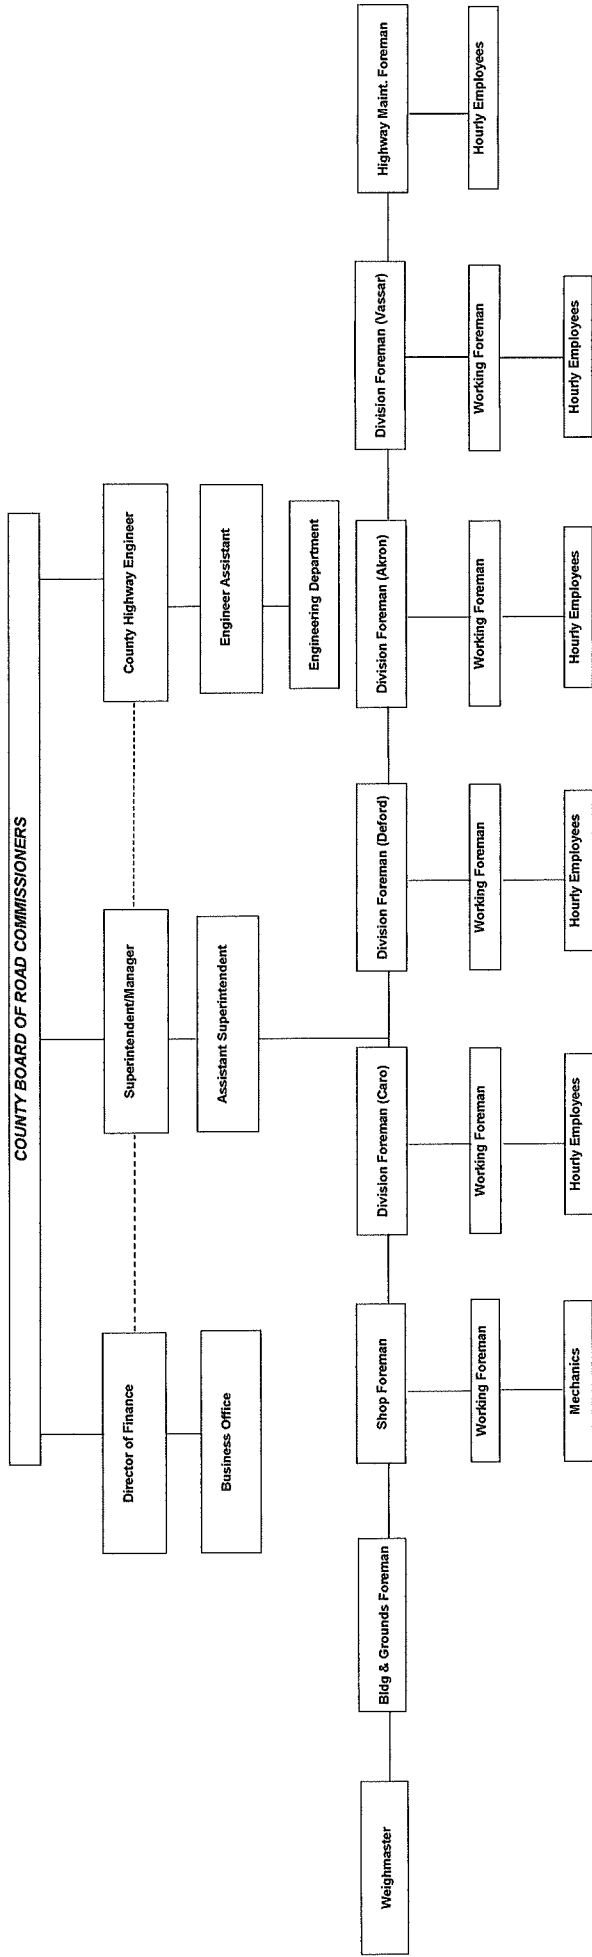 COUNTY BOARD OF ROAD COMMISSIONERS
Director of Finance
Superintendent/Manager
County Highway Engineer
Business Office
Assistant Superintendent
Engineer Assistant
Engineering Department
Weighmaster
Bldg & Grounds Foreman
Shop Foreman
Division Foreman (Caro)
Division Foreman (Deford)
Division Foreman (Akron)
Division Foreman (Vassar)
Highway Maint. Foreman
Working Foreman
Working Foreman
Working Foreman
Working Foreman
Working Foreman
Hourly Employees
Mechanics
Hourly Employees
Hourly Employees
Hourly Employees
Hourly Employees